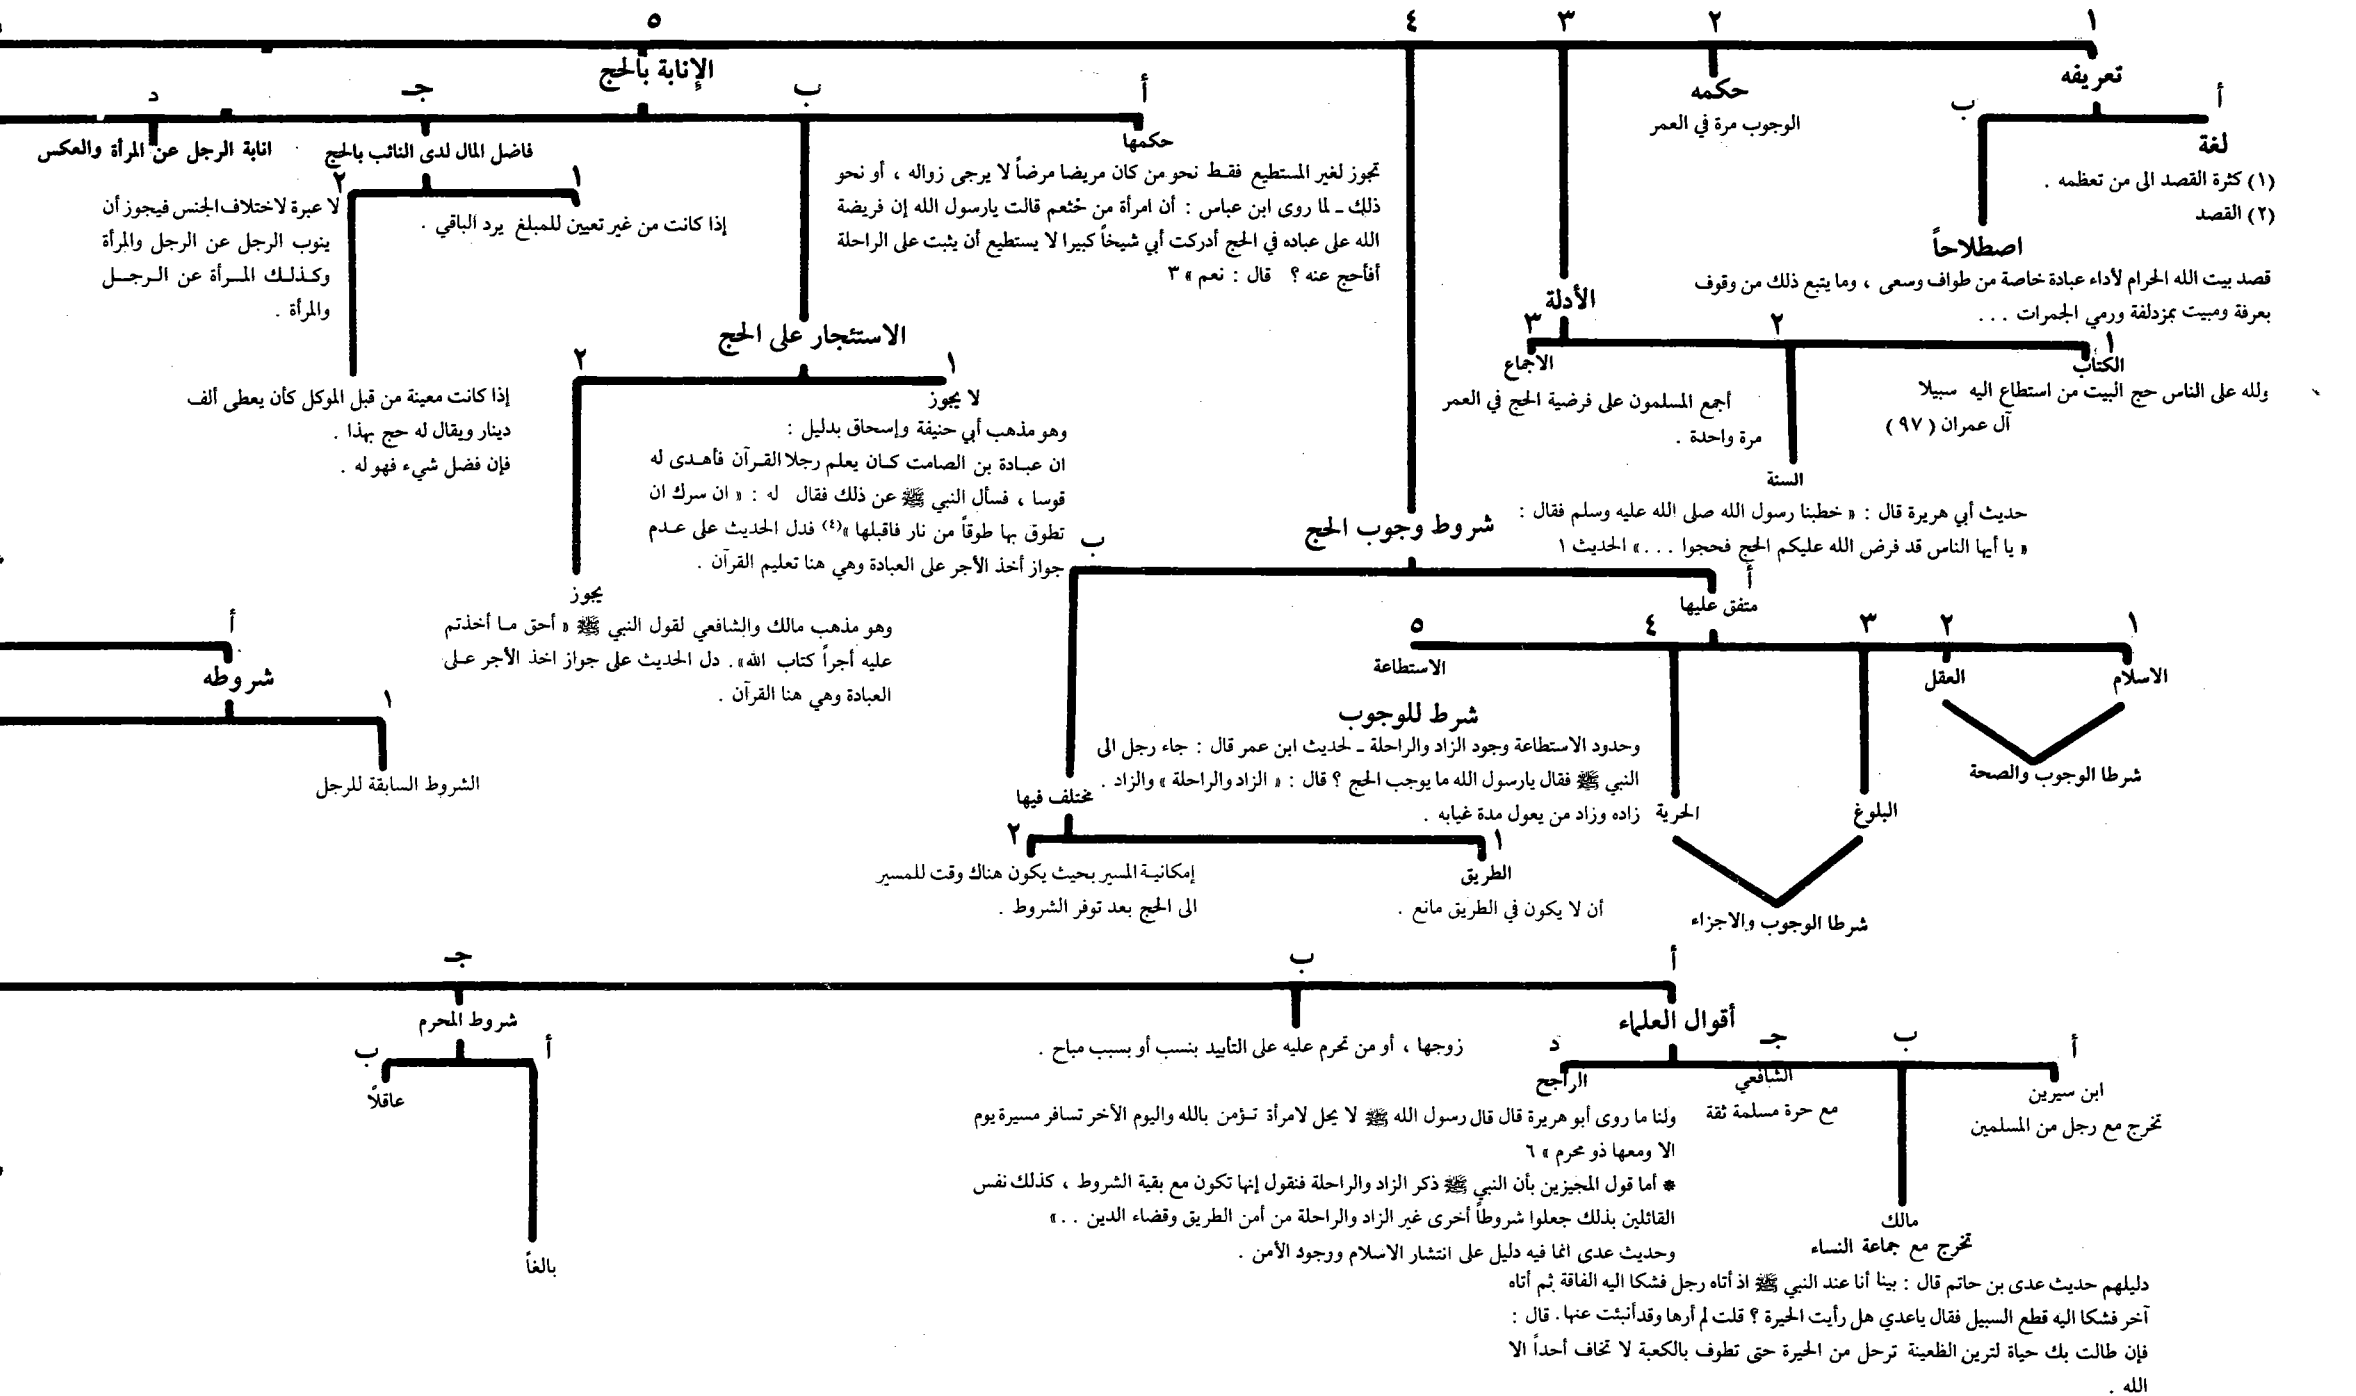 ١
تعريفه
أ
لغة
(١) كثرة القصد الى من تعظمه .
(٢) القصد
ب
اصطلاحاً
قصد بيت الله الحرام لأداء عبادة خاصة من طواف وسعى ، وما يتبع ذلك من وقوف
بعرفة ومبيت بمزدلفة ورمي الجمرات ...
٢
حكمه
الوجوب مرة في العمر
٣
الأدلة
١
الكتاب
ولله على الناس حج البيت من استطاع اليه سبيلا
آل عمران ( ٩٧ )
٢
السنة
حديث أبي هريرة قال : « خطبنا رسول الله صلى الله عليه وسلم فقال :
« يا أيها الناس قد فرض الله عليكم الحج فحجوا ...» الحديث ١
٣
الاجماع
أجمع المسلمون على فرضية الحج في العمر
مرة واحدة .
٤
شروط وجوب الحج
أ
متفق عليها
١
الاسلام
٢
العقل
شرطا الوجوب والصحة
٣
البلوغ
٤
الحرية
شرطا الوجوب والاجزاء
٥
الاستطاعة
شرط للوجوب
وحدود الاستطاعة وجود الزاد والراحلة ـ لحديث ابن عمر قال : جاء رجل الى
النبي ﷺ فقال يارسول الله ما يوجب الحج ؟ قال : « الزاد والراحلة » والزاد .
زاده وزاد من يعول مدة غيابه .
ب
مختلف فيها
١
الطريق
أن لا يكون في الطريق مانع .
٢
إمكانية المسير بحيث يكون هناك وقت للمسير
الى الحج بعد توفر الشروط .
٥
الإنابة بالحج
أ
حكمها
تجوز لغير المستطيع فقط نحو من كان مريضا مرضاً لا يرجى زواله ، أو نحو
ذلك ـ لما روى ابن عباس : أن امرأة من خثعم قالت يارسول الله إن فريضة
الله على عباده في الحج أدركت أبي شيخاً كبيرا لا يستطيع أن يثبت على الراحلة
أفأحج عنه ؟ قال : نعم » ٣
ب
الاستئجار على الحج
١
لا يجوز
وهو مذهب أبي حنيفة وإسحاق بدليل :
ان عبادة بن الصامت كان يعلم رجلا القرآن فأهدى له
قوسا ، فسأل النبي ﷺ عن ذلك فقال له : « ان سرك ان
تطوق بها طوقاً من نار فاقبلها »(٤) فدل الحديث على عدم
جواز أخذ الأجر على العبادة وهي هنا تعليم القرآن .
٢
يجوز
وهو مذهب مالك والشافعي لقول النبي ﷺ « أحق ما أخذتم
عليه أجراً كتاب الله». دل الحديث على جواز اخذ الأجر على
العبادة وهي هنا القرآن .
جـ
فاضل المال لدى النائب بالحج
١
إذا كانت من غير تعيين للمبلغ يرد الباقي .
٢
إذا كانت معينة من قبل الموكل كأن يعطى ألف
دينار ويقال له حج بهذا .
فإن فضل شيء فهو له .
د
انابة الرجل عن المرأة والعكس
لا عبرة لاختلاف الجنس فيجوز أن
ينوب الرجل عن الرجل والمرأة
وكذلك المرأة عن الرجل
والمرأة .
أ
شروطه
١
الشروط السابقة للرجل
أ
أقوال العلماء
أ
ابن سيرين
تخرج مع رجل من المسلمين
ب
مالك
تخرج مع جماعة النساء
دليلهم حديث عدى بن حاتم قال : بينا أنا عند النبي ﷺ اذ أتاه رجل فشكا اليه الفاقة ثم أتاه
آخر فشكا اليه قطع السبيل فقال ياعدي هل رأيت الحيرة ؟ قلت لم أرها وقد أنبئت عنها. قال :
فإن طالت بك حياة لترين الظعينة ترحل من الحيرة حتى تطوف بالكعبة لا تخاف أحداً الا
الله .
جـ
الشافعي
مع حرة مسلمة ثقة
د
الراجح
ولنا ما روى أبو هريرة قال قال رسول الله ﷺ لا يحل لامرأة تؤمن بالله واليوم الأخر تسافر مسيرة يوم
الا ومعها ذو محرم » ٦
* أما قول المجيزين بأن النبي ﷺ ذكر الزاد والراحلة فنقول إنها تكون مع بقية الشروط ، كذلك نفس
القائلين بذلك جعلوا شروطاً أخرى غير الزاد والراحلة من أمن الطريق وقضاء الدين ..»
وحديث عدى انما فيه دليل على انتشار الاسلام ووجود الأمن .
ب
زوجها ، أو من تحرم عليه على التأبيد بنسب أو بسبب مباح .
جـ
شروط المحرم
أ
بالغاً
ب
عاقلاً